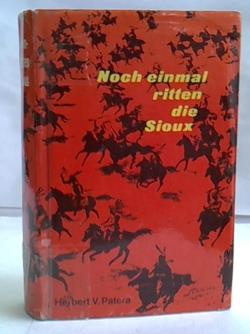 Noch einmal
ritten
die
Sioux
Herbert V. Patera